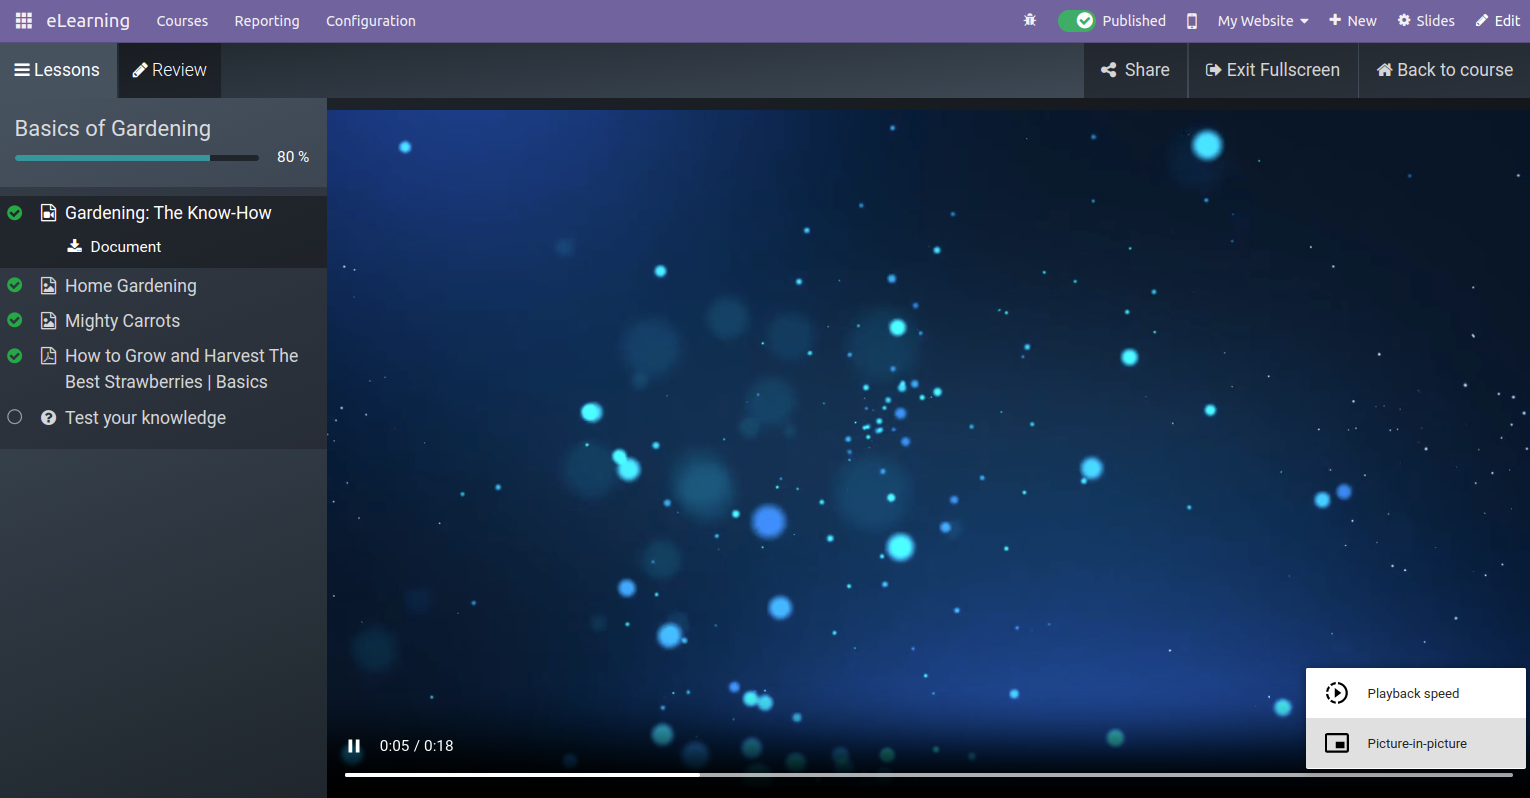 eLearning Courses Reporting Configuration Published My Website New Slides Edit
Lessons Review Share Exit Fullscreen Back to course
Basics of Gardening
80 %
Gardening: The Know-How
Document
Home Gardening
Mighty Carrots
How to Grow and Harvest The
Best Strawberries | Basics
Test your knowledge
Playback speed
Picture-in-picture
0:05 / 0:18